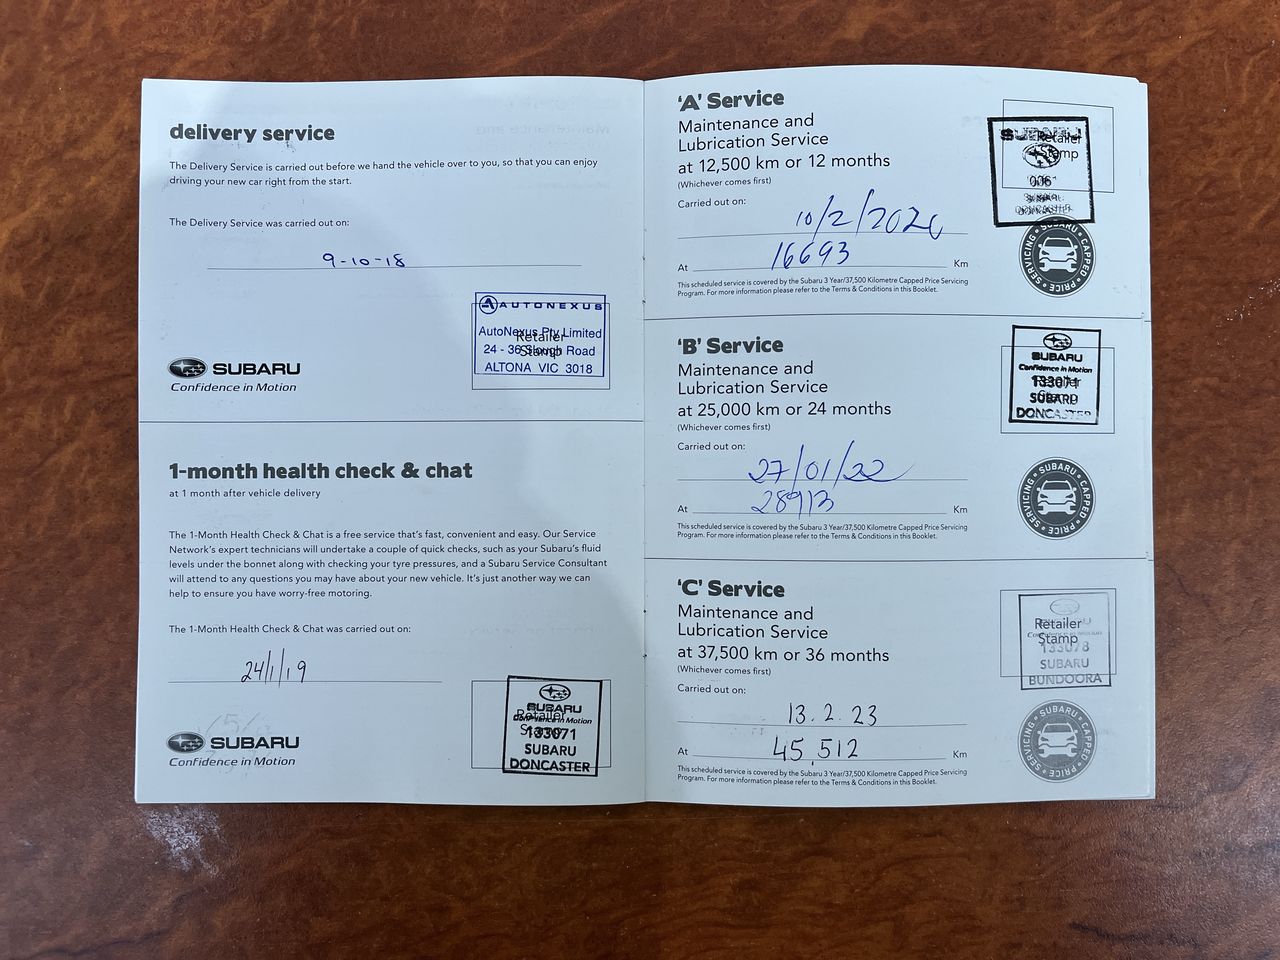 delivery service
The Delivery Service is carried out before we hand the vehicle over to you, so that you can enjoy
driving your new car right from the start.
The Delivery Service was carried out on:
9-10-18
AUTONEXUS
AutoNexus Pty Limited
Retailer
24 - 36 Slough Road
Stamp
ALTONA VIC 3018
SUBARU
Confidence in Motion
1-month health check & chat
at 1 month after vehicle delivery
The 1-Month Health Check & Chat is a free service that's fast, convenient and easy. Our Service
Network's expert technicians will undertake a couple of quick checks, such as your Subaru's fluid
levels under the bonnet along with checking your tyre pressures, and a Subaru Service Consultant
will attend to any questions you may have about your new vehicle. It's just another way we can
help to ensure you have worry-free motoring.
The 1-Month Health Check & Chat was carried out on:
24/1/19
SUBARU
Confidence in Motion
SUBARU
Retailer
Confidence in Motion
Stamp
133071
SUBARU
DONCASTER
'A' Service
Maintenance and
Lubrication Service
at 12,500 km or 12 months
(Whichever comes first)
Carried out on:
10/2/2020
At 16693 Km
This scheduled service is covered by the Subaru 3 Year/37,500 Kilometre Capped Price Servicing
Program. For more information please refer to the Terms & Conditions in this Booklet.
SUBARU
Retailer
Stamp
DONCASTER
SUBARU • CAPPED • PRICE • SERVICING
'B' Service
Maintenance and
Lubrication Service
at 25,000 km or 24 months
(Whichever comes first)
Carried out on:
27/01/22
At 28913 Km
This scheduled service is covered by the Subaru 3 Year/37,500 Kilometre Capped Price Servicing
Program. For more information please refer to the Terms & Conditions in this Booklet.
SUBARU
Confidence in Motion
133071
SUBARU
DONCASTER
SUBARU • CAPPED • PRICE • SERVICING
'C' Service
Maintenance and
Lubrication Service
at 37,500 km or 36 months
(Whichever comes first)
Carried out on:
13.2.23
At 45,512 Km
This scheduled service is covered by the Subaru 3 Year/37,500 Kilometre Capped Price Servicing
Program. For more information please refer to the Terms & Conditions in this Booklet.
Retailer
Confidence in Motion
Stamp
133078
SUBARU
BUNDOORA
SUBARU • CAPPED • PRICE • SERVICING